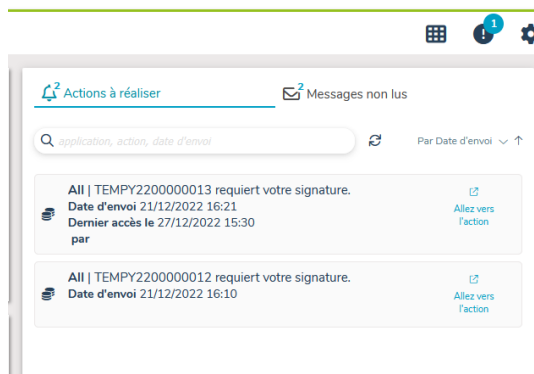 1
2 Actions à réaliser
2 Messages non lus
application, action, date d'envoi
Par Date d'envoi
All | TEMPY2200000013 requiert votre signature.
Date d'envoi 21/12/2022 16:21
Dernier accès le 27/12/2022 15:30
par
Allez vers
l'action
All | TEMPY2200000012 requiert votre signature.
Date d'envoi 21/12/2022 16:10
Allez vers
l'action